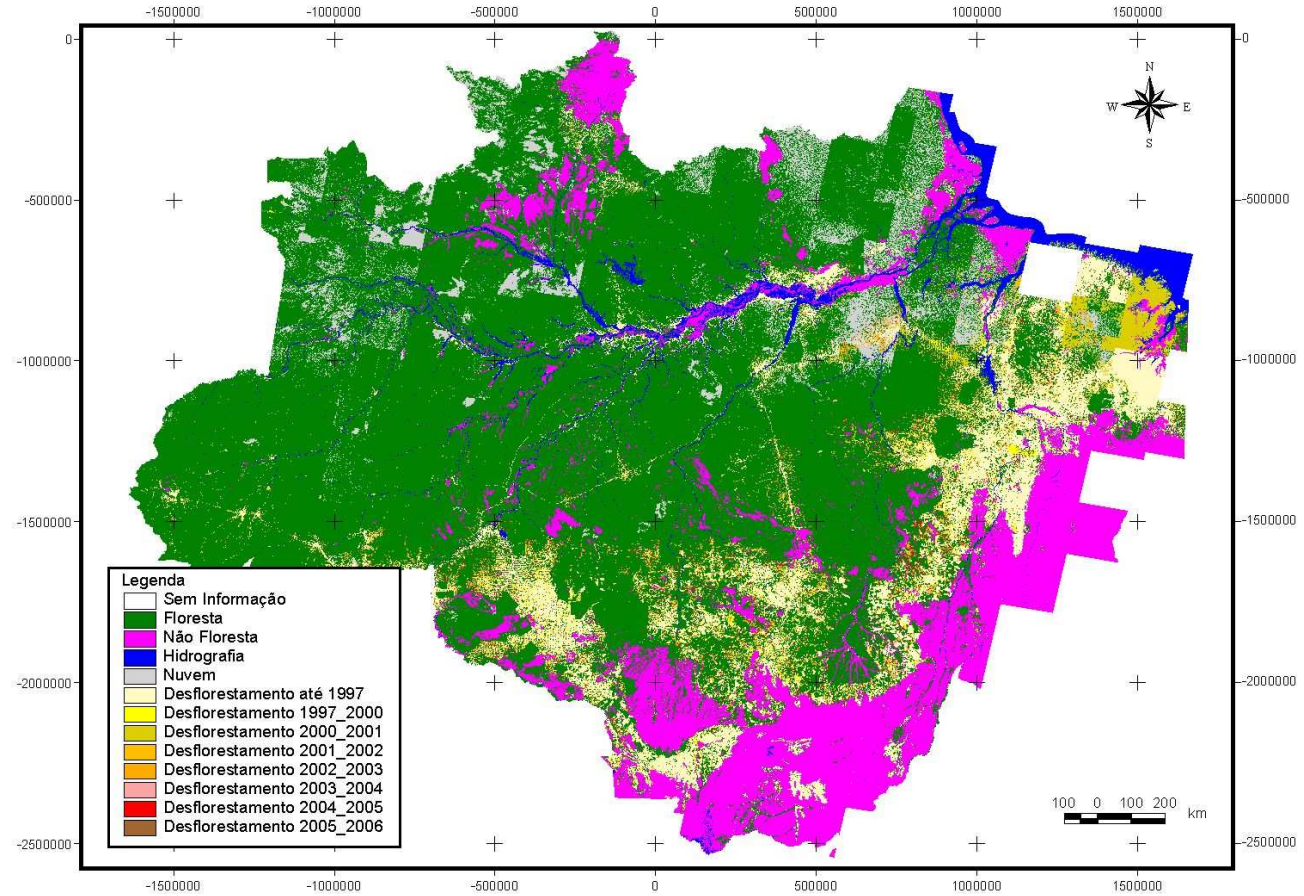 -1500000 -1000000 -500000 0 500000 1000000 1500000
0 0
N
W E
S
-500000 -500000
-1000000 -1000000
-1500000 -1500000
Legenda
Sem Informação
Floresta
Não Floresta
Hidrografia
Nuvem
Desflorestamento até 1997
Desflorestamento 1997_2000
Desflorestamento 2000_2001
Desflorestamento 2001_2002
Desflorestamento 2002_2003
Desflorestamento 2003_2004
Desflorestamento 2004_2005
Desflorestamento 2005_2006
-2000000 -2000000
100 0 100 200 km
-2500000 -2500000
-1500000 -1000000 -500000 0 500000 1000000 1500000